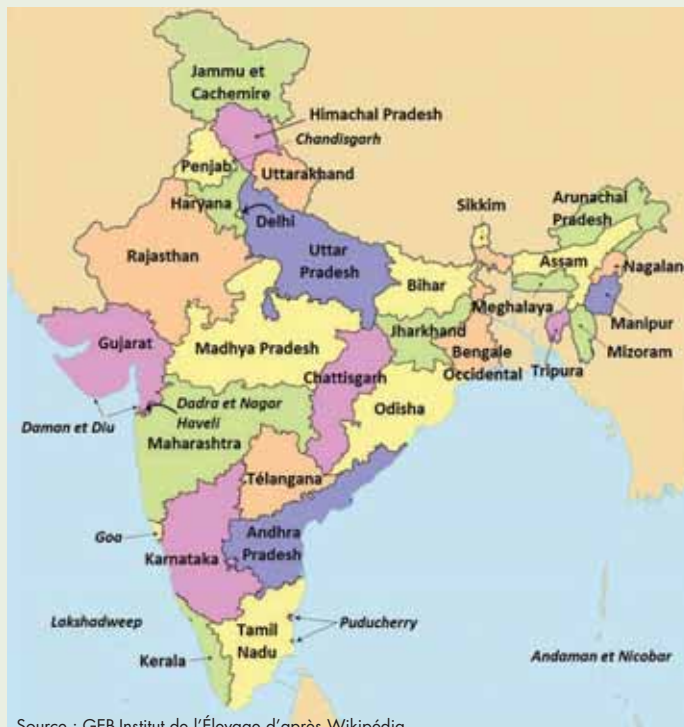 Jammu et
Cachemire
Himachal Pradesh
Chandisgarh
Penjab
Uttarakhand
Haryana
Delhi
Rajasthan
Uttar
Pradesh
Sikkim
Arunachal
Pradesh
Assam
Nagalan
Bihar
Meghalaya
Manipur
Gujarat
Madhya Pradesh
Jharkhand
Bengale
Occidental
Tripura
Mizoram
Chattisgarh
Odisha
Daman et Diu
Dadra et Nagar
Haveli
Maharashtra
Télangana
Goa
Karnataka
Andhra
Pradesh
Lakshadweep
Tamil
Nadu
Puducherry
Kerala
Andaman et Nicobar
Source : GEB-Institut de l'Élevage d'après Wikipédia